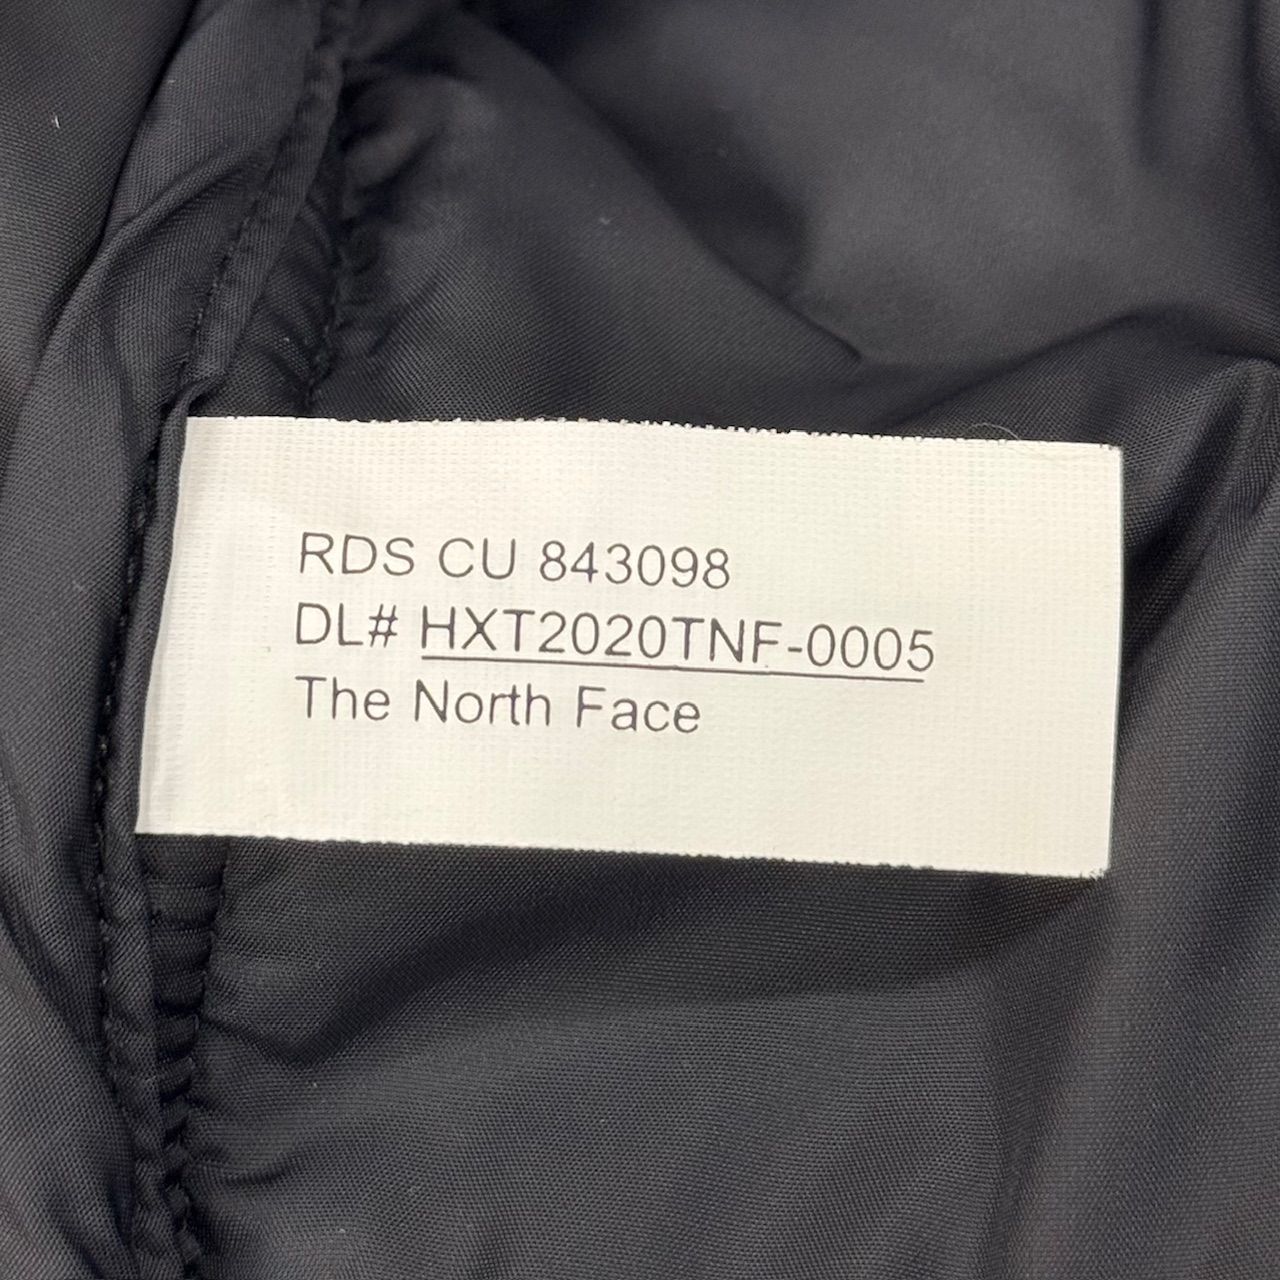 RDS CU 843098
DL# HXT2020TNF-0005
The North Face